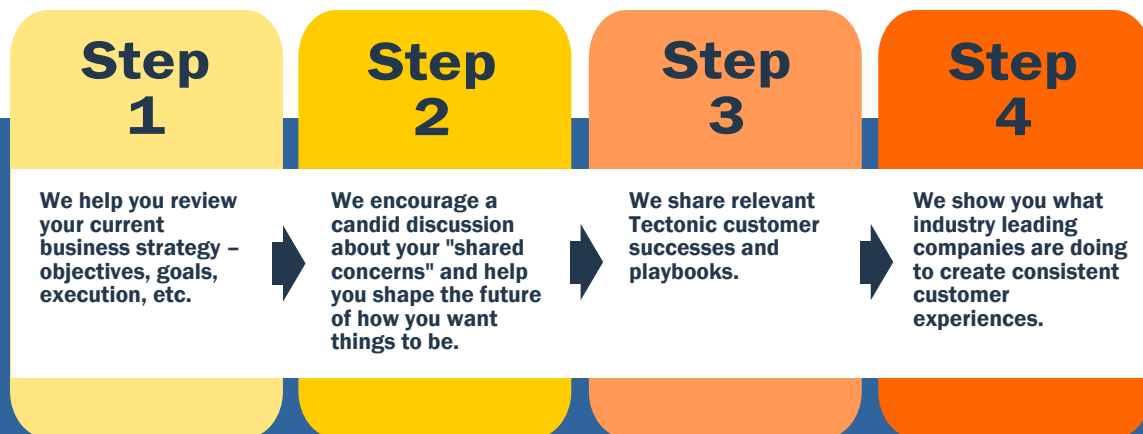 Step
1
We help you review
your current
business strategy –
objectives, goals,
execution, etc.
Step
2
We encourage a
candid discussion
about your "shared
concerns" and help
you shape the future
of how you want
things to be.
Step
3
We share relevant
Tectonic customer
successes and
playbooks.
Step
4
We show you what
industry leading
companies are doing
to create consistent
customer
experiences.